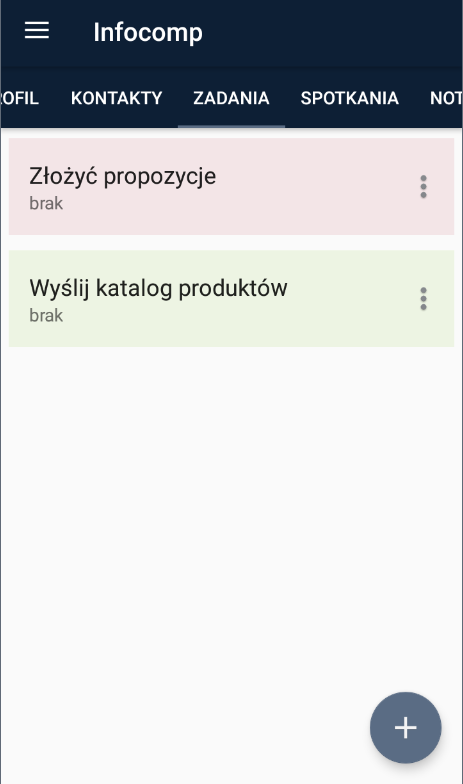 Infocomp
OFIL KONTAKTY ZADANIA SPOTKANIA NOT
Złożyć propozycje
brak
Wyślij katalog produktów
brak